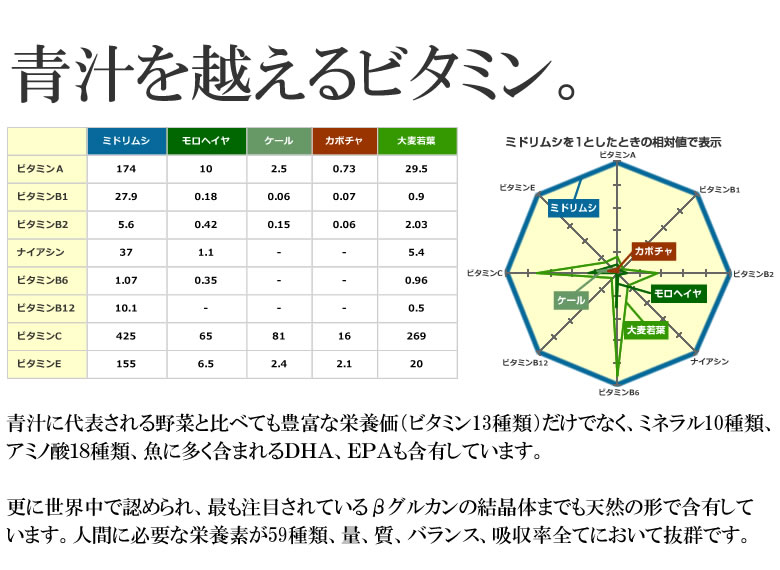 青汁を越えるビタミン。
ミドリムシ モロヘイヤ ケール カボチャ 大麦若葉
ビタミンA 174 10 2.5 0.73 29.5
ビタミンB1 27.9 0.18 0.06 0.07 0.9
ビタミンB2 5.6 0.42 0.15 0.06 2.03
ナイアシン 37 1.1 - - 5.4
ビタミンB6 1.07 0.35 - - 0.96
ビタミンB12 10.1 - - - 0.5
ビタミンC 425 65 81 16 269
ビタミンE 155 6.5 2.4 2.1 20
ミドリムシを1としたときの相対値で表示
ビタミンA
ビタミンE
ビタミンB1
ミドリムシ
カボチャ
ビタミンC
ビタミンB2
ケール
モロヘイヤ
大麦若葉
ビタミンB12
ナイアシン
ビタミンB6
青汁に代表される野菜と比べても豊富な栄養価（ビタミン13種類）だけでなく、ミネラル10種類、
アミノ酸18種類、魚に多く含まれるDHA、EPAも含有しています。
更に世界中で認められ、最も注目されているβグルカンの結晶体までも天然の形で含有して
います。人間に必要な栄養素が59種類、量、質、バランス、吸収率全てにおいて抜群です。